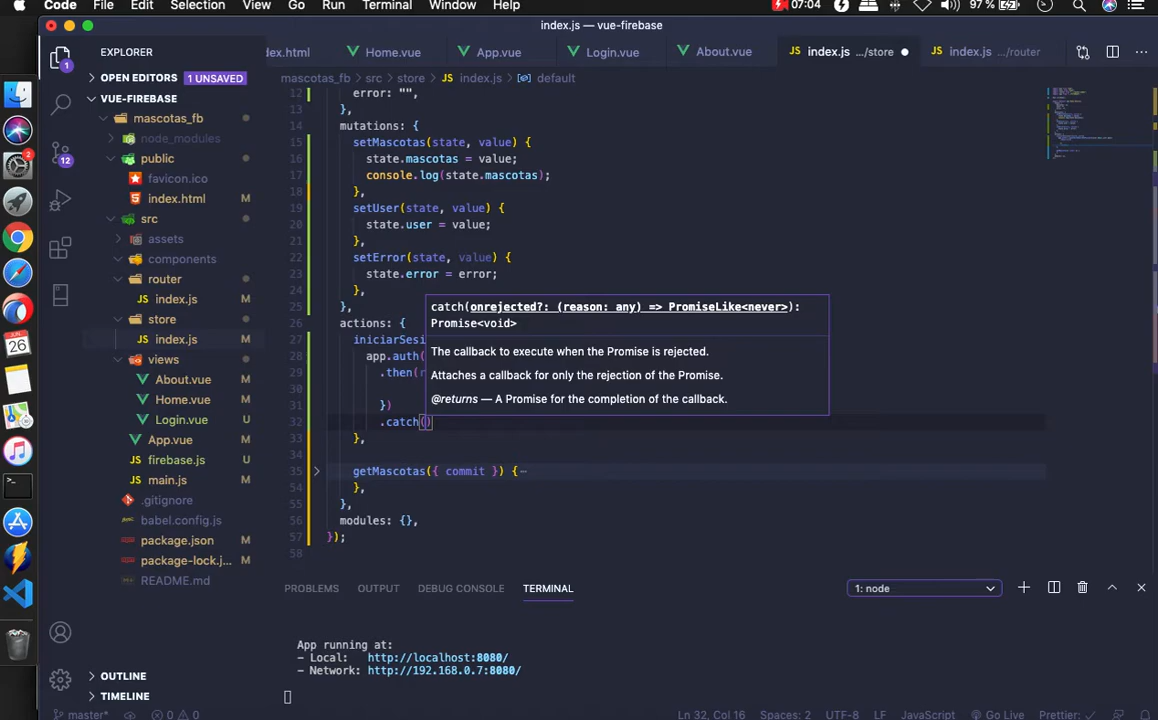 Code File Edit Selection View Go Run Terminal Window Help 07:04 97 %
index.js — vue-firebase
EXPLORER
dex.html Home.vue App.vue Login.vue About.vue index.js .../store index.js .../router
OPEN EDITORS 1 UNSAVED
mascotas_fb > src > store > JS index.js > default
VUE-FIREBASE
mascotas_fb
node_modules
public
favicon.ico
index.html M
src
assets
components
router
JS index.js M
store
JS index.js M
views
About.vue M
Home.vue M
Login.vue U
App.vue M
firebase.js U
main.js M
.gitignore
babel.config.js
package.json M
package-lock.j... M
README.md
OUTLINE
TIMELINE
12 error: "",
13 },
14 mutations: {
15 setMascotas(state, value) {
16 state.mascotas = value;
17 console.log(state.mascotas);
18 },
19 setUser(state, value) {
20 state.user = value;
21 },
22 setError(state, value) {
23 state.error = error;
24 },
25 },
26 actions: {
27 iniciarSesi
28 app.auth(
29 .then(
30
31 })
32 .catch()
33 },
34
35 getMascotas({ commit }) {
54 },
55 },
56 modules: {},
57 });
58
catch(onrejected?: (reason: any) => PromiseLike<never>):
Promise<void>
The callback to execute when the Promise is rejected.
Attaches a callback for only the rejection of the Promise.
@returns — A Promise for the completion of the callback.
PROBLEMS OUTPUT DEBUG CONSOLE TERMINAL 1: node
App running at:
- Local: http://localhost:8080/
- Network: http://192.168.0.7:8080/
JUN
26
1
12
2
master* 0 0 Ln 32, Col 16 Spaces: 2 UTF-8 LF JavaScript Go Live Prettier: ✓